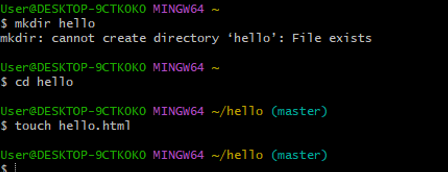 User@DESKTOP-9CTKOKO MINGW64 ~
$ mkdir hello
mkdir: cannot create directory ‘hello’: File exists
User@DESKTOP-9CTKOKO MINGW64 ~
$ cd hello
User@DESKTOP-9CTKOKO MINGW64 ~/hello (master)
$ touch hello.html
User@DESKTOP-9CTKOKO MINGW64 ~/hello (master)
$